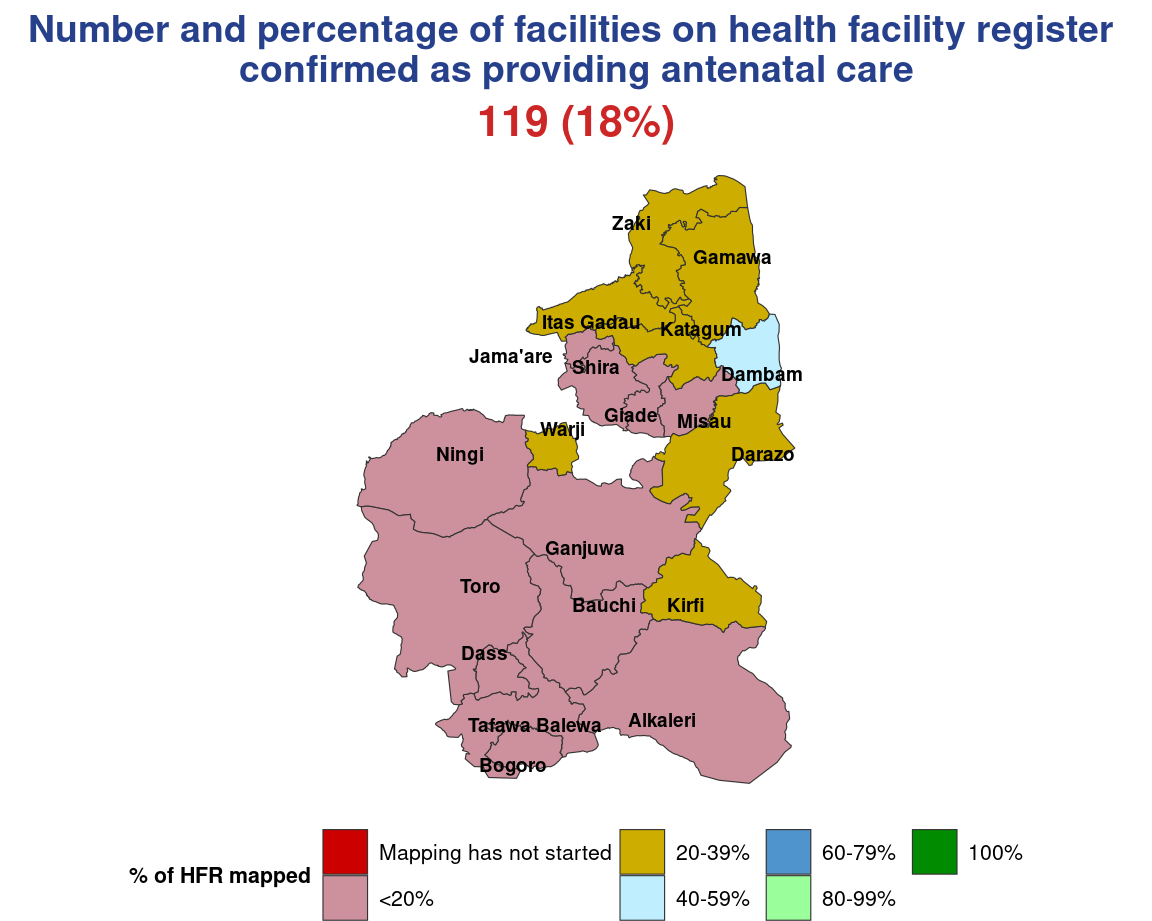 Number and percentage of facilities on health facility register
confirmed as providing antenatal care
119 (18%)
Zaki
Gamawa
Itas Gadau
Katagum
Jama'are
Shira
Dambam
Giade
Misau
Warji
Ningi
Darazo
Ganjuwa
Toro
Bauchi
Kirfi
Dass
Tafawa Balewa
Alkaleri
Bogoro
% of HFR mapped
Mapping has not started
<20%
20-39%
40-59%
60-79%
80-99%
100%